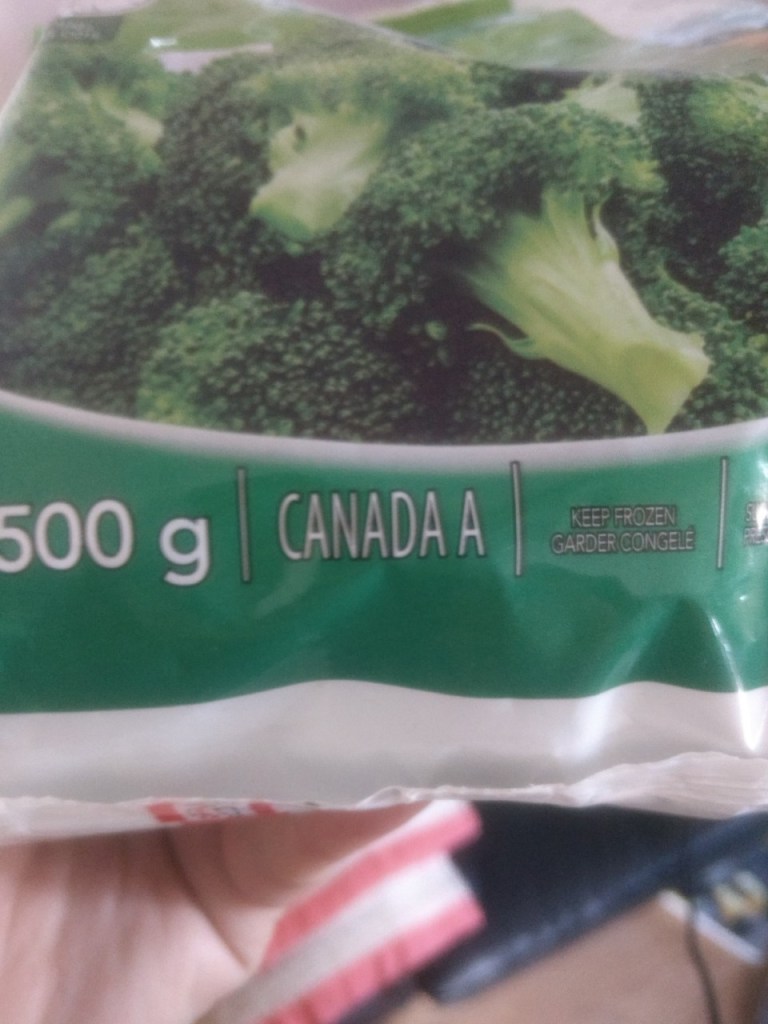 500 g
CANADA A
KEEP FROZEN
GARDER CONGELÉ